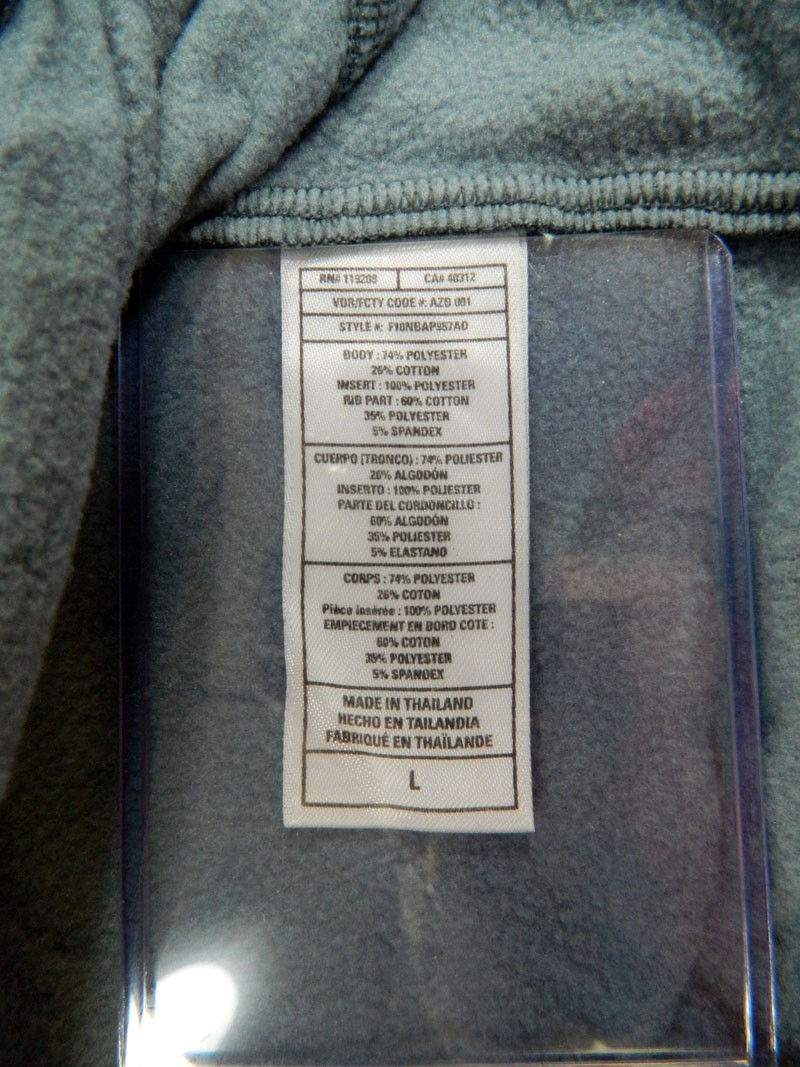 RN# 119208 CA# 40312
VDR/FCTY CODE #: AZG 001
STYLE #: F10NBAP957AD
BODY : 74% POLYESTER
26% COTTON
INSERT : 100% POLYESTER
RIB PART : 60% COTTON
35% POLYESTER
5% SPANDEX
CUERPO (TRONCO) : 74% POLIESTER
26% ALGODÓN
INSERTO : 100% POLIESTER
PARTE DEL CORDONCILLO :
60% ALGODÓN
35% POLIESTER
5% ELASTANO
CORPS : 74% POLYESTER
26% COTON
Pièce insérée : 100% POLYESTER
EMPIECEMENT EN BORD COTE :
60% COTON
35% POLYESTER
5% SPANDEX
MADE IN THAILAND
HECHO EN TAILANDIA
FABRIQUÉ EN THAÏLANDE
L